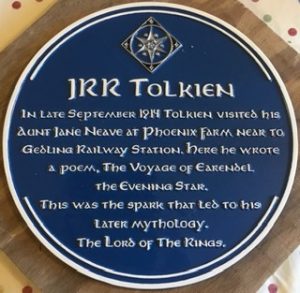 JRR Tolkien
In late September 1914 Tolkien visited his
Aunt Jane Neave at Phoenix Farm near to
Gedling Railway Station. Here he wrote
a poem, The Voyage of Earendel
the Evening Star.
This was the spark that led to his
later mythology.
The Lord of The Rings.